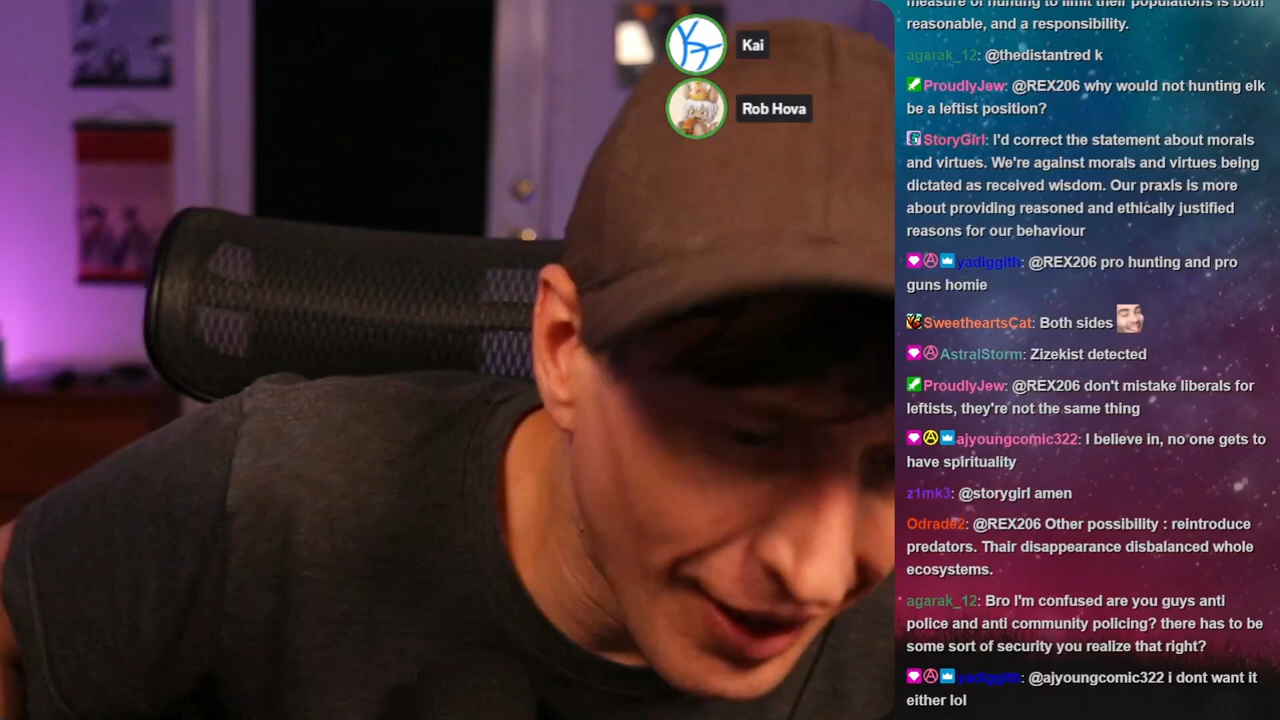 Kai
Rob Hova
measure of hunting to limit their populations is both
reasonable, and a responsibility.
agarak_12: @thedistantred k
ProudlyJew: @REX206 why would not hunting elk
be a leftist position?
StoryGirl: I'd correct the statement about morals
and virtues. We're against morals and virtues being
dictated as received wisdom. Our praxis is more
about providing reasoned and ethically justified
reasons for our behaviour
yadiggith: @REX206 pro hunting and pro
guns homie
SweetheartsCat: Both sides
AstralStorm: Zizekist detected
ProudlyJew: @REX206 don't mistake liberals for
leftists, they're not the same thing
ajyoungcomic322: I believe in, no one gets to
have spirituality
z1mk3: @storygirl amen
Odrade2: @REX206 Other possibility : reintroduce
predators. Thair disappearance disbalanced whole
ecosystems.
agarak_12: Bro I'm confused are you guys anti
police and anti community policing? there has to be
some sort of security you realize that right?
yadiggith: @ajyoungcomic322 i dont want it
either lol